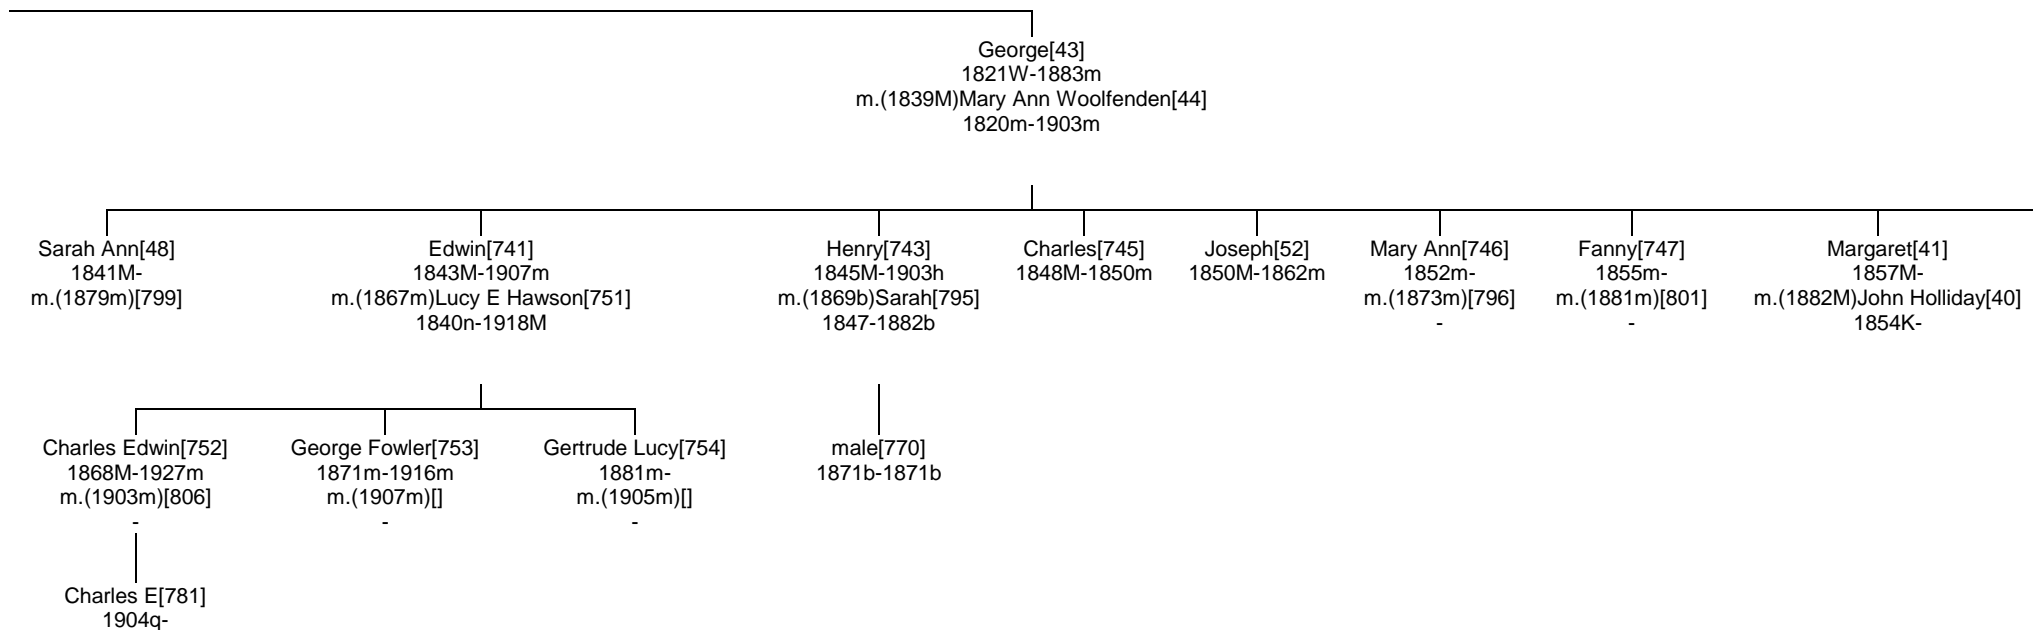 George[43]
1821W-1883m
m.(1839M)Mary Ann Woolfenden[44]
1820m-1903m
Sarah Ann[48]
1841M-
m.(1879m)[799]
Edwin[741]
1843M-1907m
m.(1867m)Lucy E Hawson[751]
1840n-1918M
Henry[743]
1845M-1903h
m.(1869b)Sarah[795]
1847-1882b
Charles[745]
1848M-1850m
Joseph[52]
1850M-1862m
Mary Ann[746]
1852m-
m.(1873m)[796]
-
Fanny[747]
1855m-
m.(1881m)[801]
-
Margaret[41]
1857M-
m.(1882M)John Holliday[40]
1854K-
Charles Edwin[752]
1868M-1927m
m.(1903m)[806]
-
George Fowler[753]
1871m-1916m
m.(1907m)[]
-
Gertrude Lucy[754]
1881m-
m.(1905m)[]
-
male[770]
1871b-1871b
Charles E[781]
1904q-